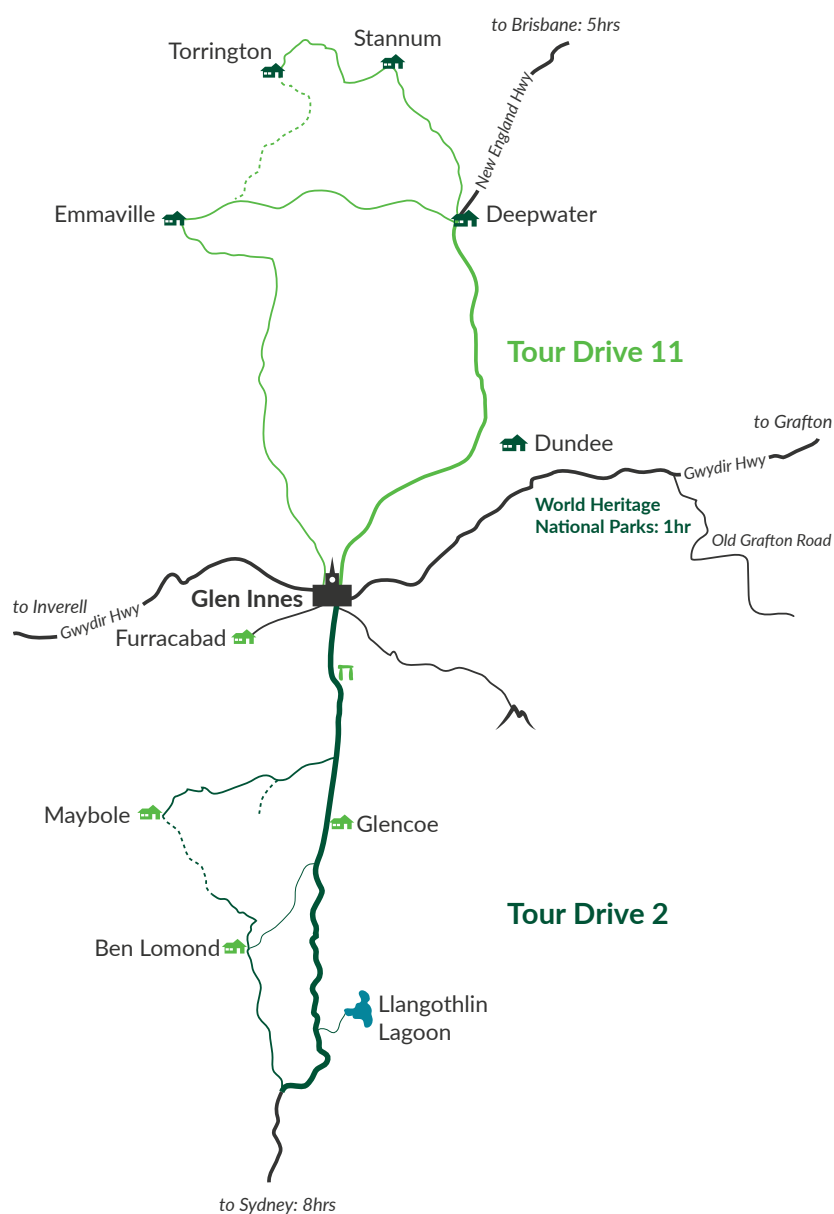 to Brisbane: 5hrs
Stannum
Torrington
New England Hwy
Emmaville
Deepwater
Tour Drive 11
to Grafton
Dundee
Gwydir Hwy
World Heritage
National Parks: 1hr
Old Grafton Road
Glen Innes
to Inverell
Gwydir Hwy
Furracabad
Maybole
Glencoe
Tour Drive 2
Ben Lomond
Llangothlin
Lagoon
to Sydney: 8hrs